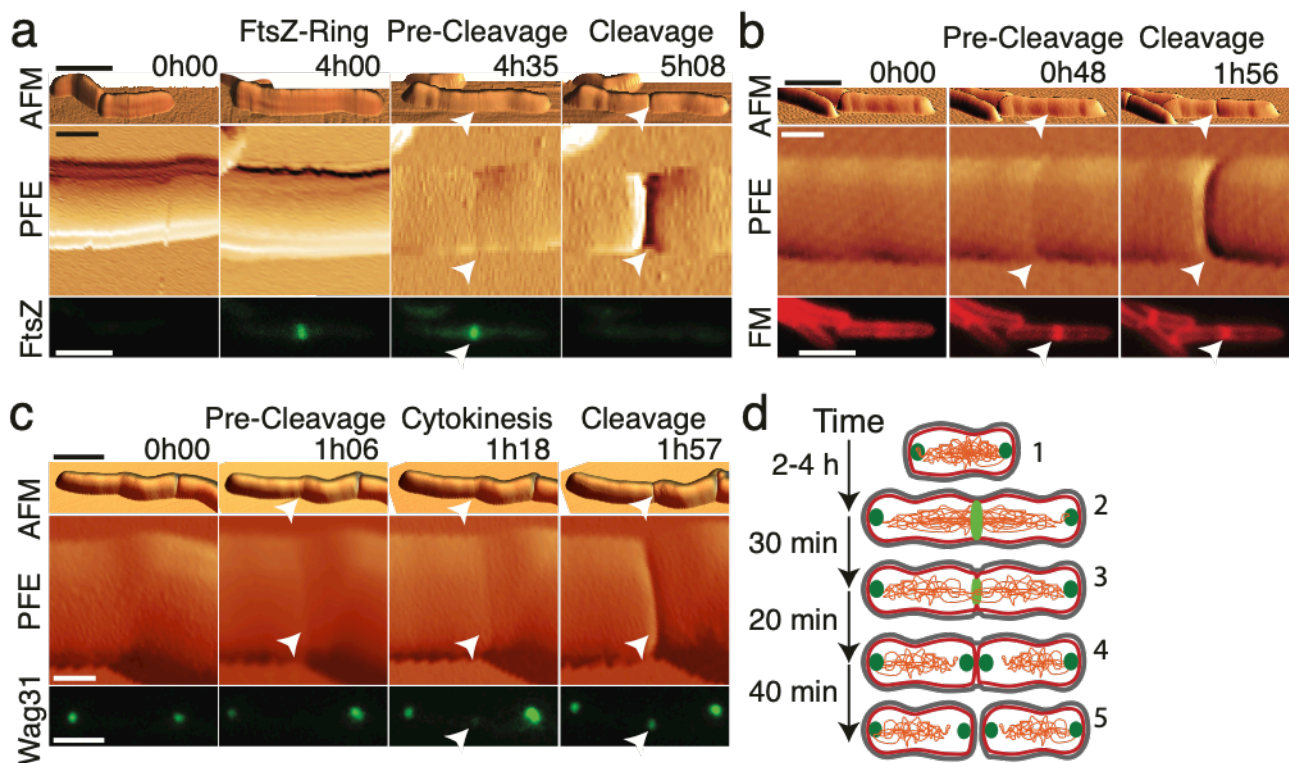 a
FtsZ-Ring Pre-Cleavage Cleavage
0h00 4h00 4h35 5h08
AFM
PFE
FtsZ
b
Pre-Cleavage Cleavage
0h00 0h48 1h56
AFM
PFE
FM
c
Pre-Cleavage Cytokinesis Cleavage
0h00 1h06 1h18 1h57
AFM
PFE
Wag31
d
Time
2-4 h
30 min
20 min
40 min
1
2
3
4
5